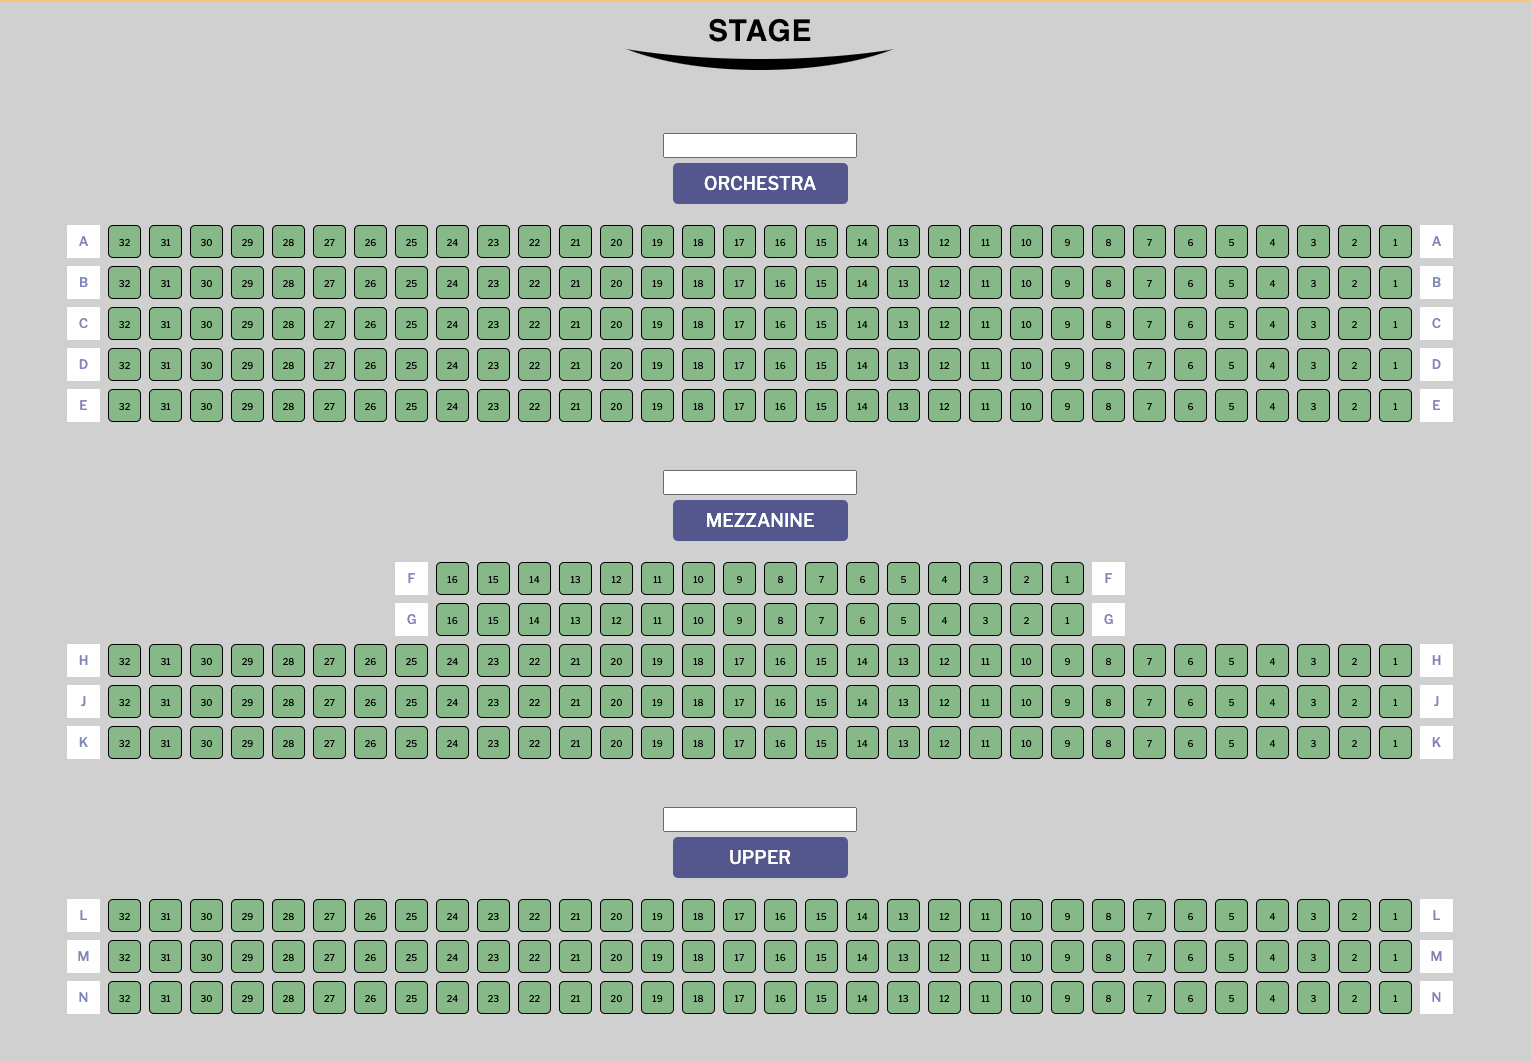 STAGE
ORCHESTRA
A 32 31 30 29 28 27 26 25 24 23 22 21 20 19 18 17 16 15 14 13 12 11 10 9 8 7 6 5 4 3 2 1 A
B 32 31 30 29 28 27 26 25 24 23 22 21 20 19 18 17 16 15 14 13 12 11 10 9 8 7 6 5 4 3 2 1 B
C 32 31 30 29 28 27 26 25 24 23 22 21 20 19 18 17 16 15 14 13 12 11 10 9 8 7 6 5 4 3 2 1 C
D 32 31 30 29 28 27 26 25 24 23 22 21 20 19 18 17 16 15 14 13 12 11 10 9 8 7 6 5 4 3 2 1 D
E 32 31 30 29 28 27 26 25 24 23 22 21 20 19 18 17 16 15 14 13 12 11 10 9 8 7 6 5 4 3 2 1 E
MEZZANINE
F 16 15 14 13 12 11 10 9 8 7 6 5 4 3 2 1 F
G 16 15 14 13 12 11 10 9 8 7 6 5 4 3 2 1 G
H 32 31 30 29 28 27 26 25 24 23 22 21 20 19 18 17 16 15 14 13 12 11 10 9 8 7 6 5 4 3 2 1 H
J 32 31 30 29 28 27 26 25 24 23 22 21 20 19 18 17 16 15 14 13 12 11 10 9 8 7 6 5 4 3 2 1 J
K 32 31 30 29 28 27 26 25 24 23 22 21 20 19 18 17 16 15 14 13 12 11 10 9 8 7 6 5 4 3 2 1 K
UPPER
L 32 31 30 29 28 27 26 25 24 23 22 21 20 19 18 17 16 15 14 13 12 11 10 9 8 7 6 5 4 3 2 1 L
M 32 31 30 29 28 27 26 25 24 23 22 21 20 19 18 17 16 15 14 13 12 11 10 9 8 7 6 5 4 3 2 1 M
N 32 31 30 29 28 27 26 25 24 23 22 21 20 19 18 17 16 15 14 13 12 11 10 9 8 7 6 5 4 3 2 1 N